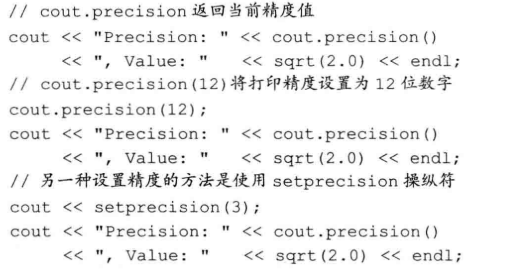 // cout.precision 返回当前精度值
cout << "Precision: " << cout.precision()
     << ", Value: "   << sqrt(2.0) << endl;
// cout.precision(12)将打印精度设置为 12 位数字
cout.precision(12);
cout << "Precision: " << cout.precision()
     << ", Value: "   << sqrt(2.0) << endl;
// 另一种设置精度的方法是使用 setprecision 操纵符
cout << setprecision(3);
cout << "Precision: " << cout.precision()
     << ", Value: "   << sqrt(2.0) << endl;